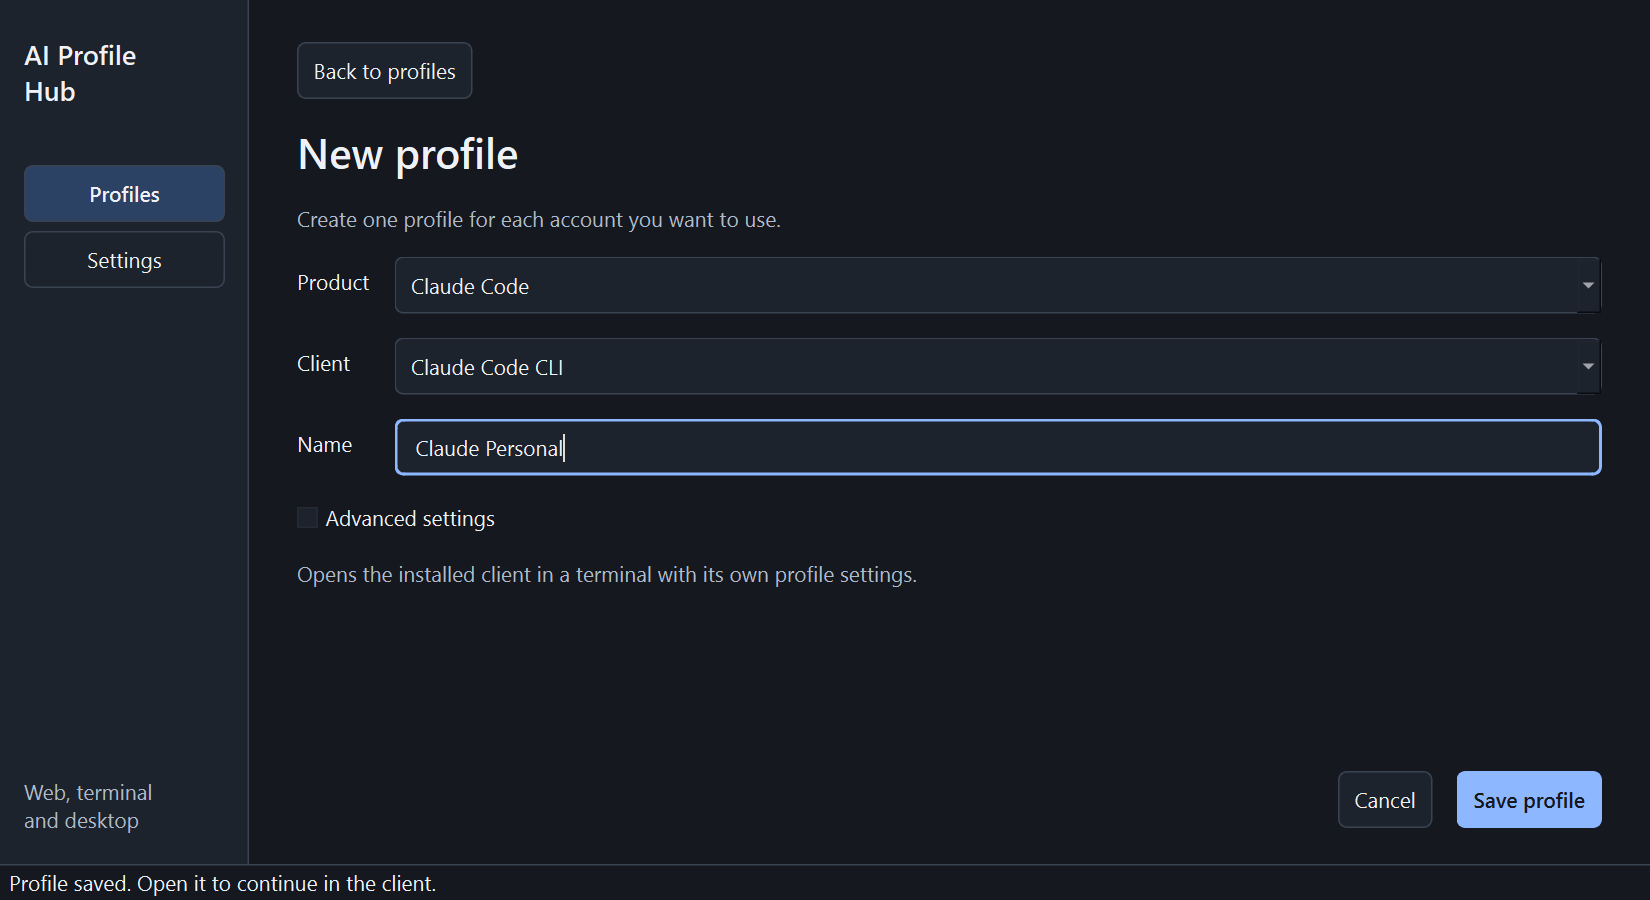 AI Profile
Hub
Profiles
Settings
Web, terminal
and desktop
Back to profiles
New profile
Create one profile for each account you want to use.
Product
Claude Code
Client
Claude Code CLI
Name
Claude Personal
Advanced settings
Opens the installed client in a terminal with its own profile settings.
Cancel
Save profile
Profile saved. Open it to continue in the client.